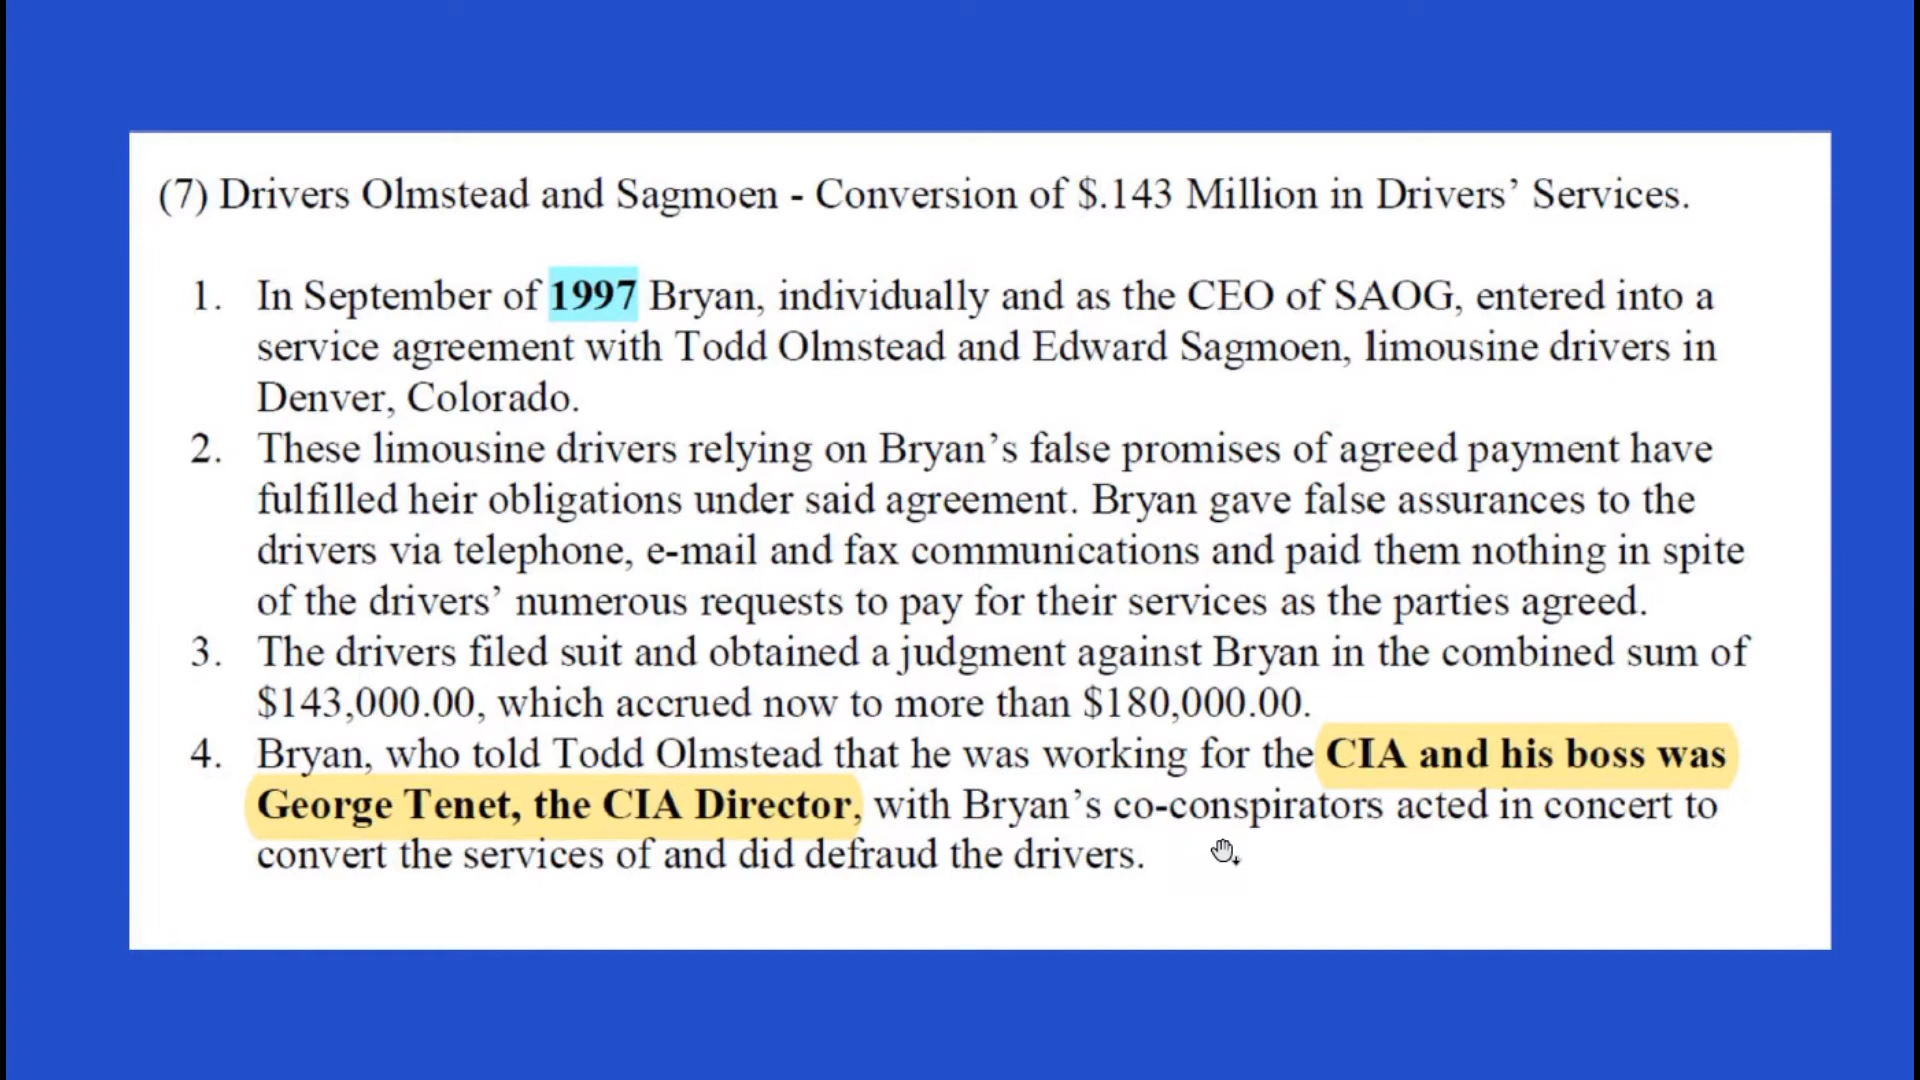 (7) Drivers Olmstead and Sagmoen - Conversion of $.143 Million in Drivers’ Services.
1. In September of 1997 Bryan, individually and as the CEO of SAOG, entered into a
service agreement with Todd Olmstead and Edward Sagmoen, limousine drivers in
Denver, Colorado.
2. These limousine drivers relying on Bryan’s false promises of agreed payment have
fulfilled heir obligations under said agreement. Bryan gave false assurances to the
drivers via telephone, e-mail and fax communications and paid them nothing in spite
of the drivers’ numerous requests to pay for their services as the parties agreed.
3. The drivers filed suit and obtained a judgment against Bryan in the combined sum of
$143,000.00, which accrued now to more than $180,000.00.
4. Bryan, who told Todd Olmstead that he was working for the CIA and his boss was
George Tenet, the CIA Director, with Bryan’s co-conspirators acted in concert to
convert the services of and did defraud the drivers.